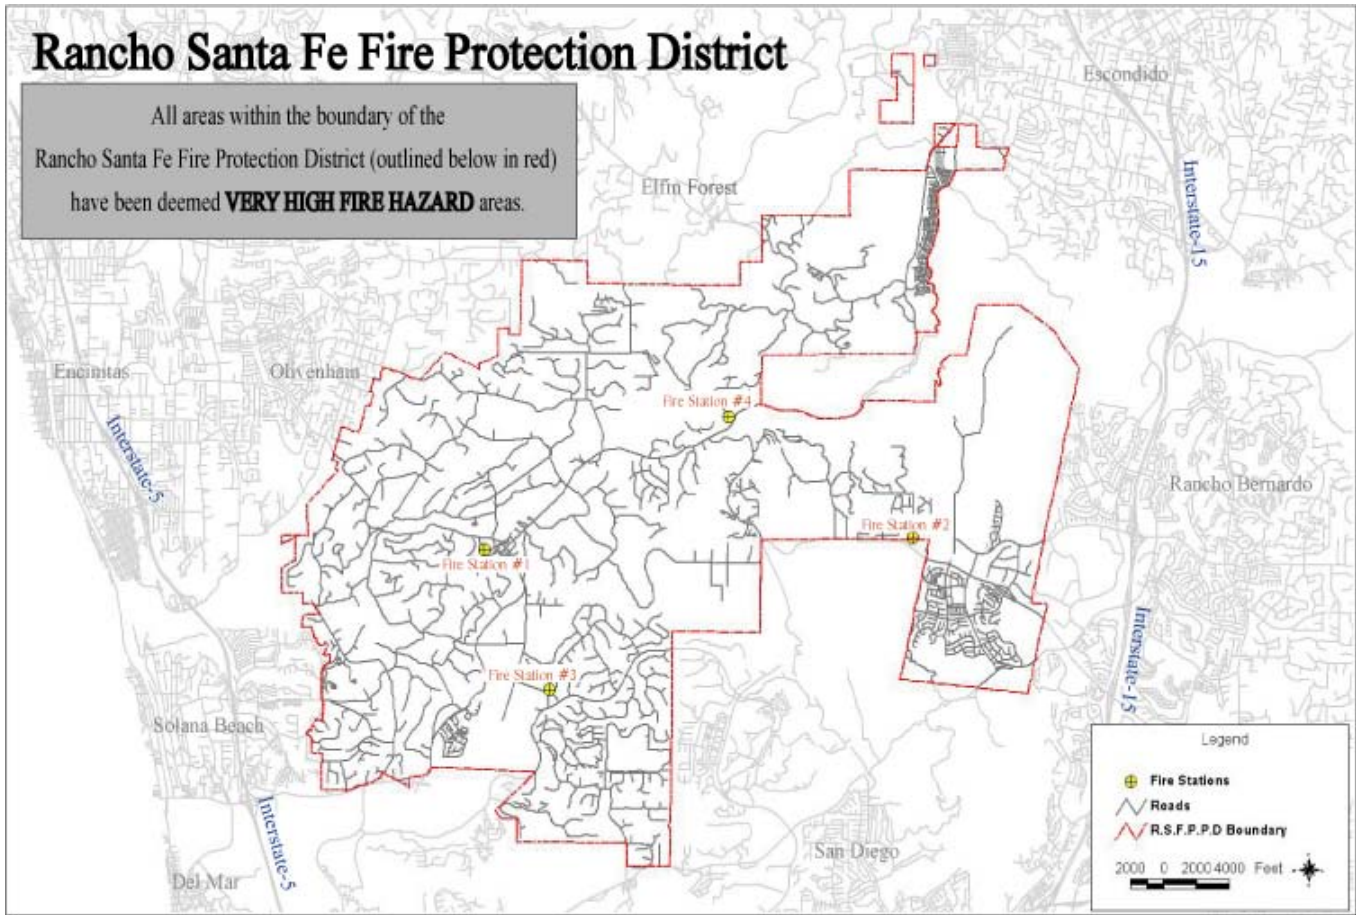 Rancho Santa Fe Fire Protection District
All areas within the boundary of the
Rancho Santa Fe Fire Protection District (outlined below in red)
have been deemed VERY HIGH FIRE HAZARD areas.
Escondido
Elfin Forest
Interstate-15
Encinitas
Olivenhain
Fire Station #4
Interstate-5
Rancho Bernardo
Fire Station #2
Fire Station #1
Interstate-15
Fire Station #3
Solana Beach
Legend
Fire Stations
Roads
R.S.F.P.P.D Boundary
2000 0 2000 4000 Feet
Interstate-5
San Diego
Del Mar